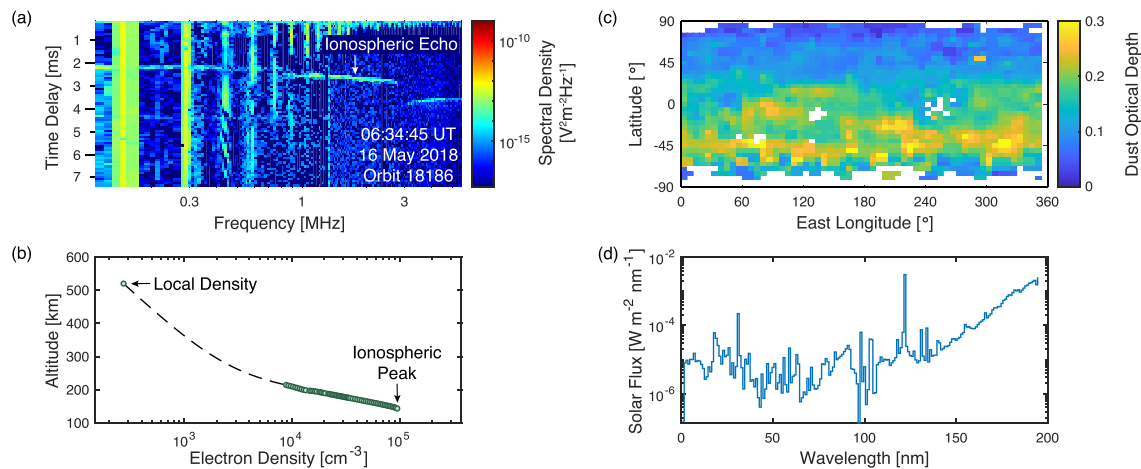 (a)
Time Delay [ms]
1
2
3
4
5
6
7
Ionospheric Echo
06:34:45 UT
16 May 2018
Orbit 18186
0.3
1
3
Frequency [MHz]
10⁻¹⁰
10⁻¹⁵
Spectral Density
[V²m⁻²Hz⁻¹]
(c)
Latitude [°]
90
45
0
-45
-90
0
60
120
180
240
300
360
East Longitude [°]
0.3
0.2
0.1
0
Dust Optical Depth
(b)
Altitude [km]
600
500
400
300
200
100
Local Density
Ionospheric
Peak
10³
10⁴
10⁵
Electron Density [cm⁻³]
(d)
Solar Flux [W m⁻² nm⁻¹]
10⁻²
10⁻⁴
10⁻⁶
0
50
100
150
200
Wavelength [nm]